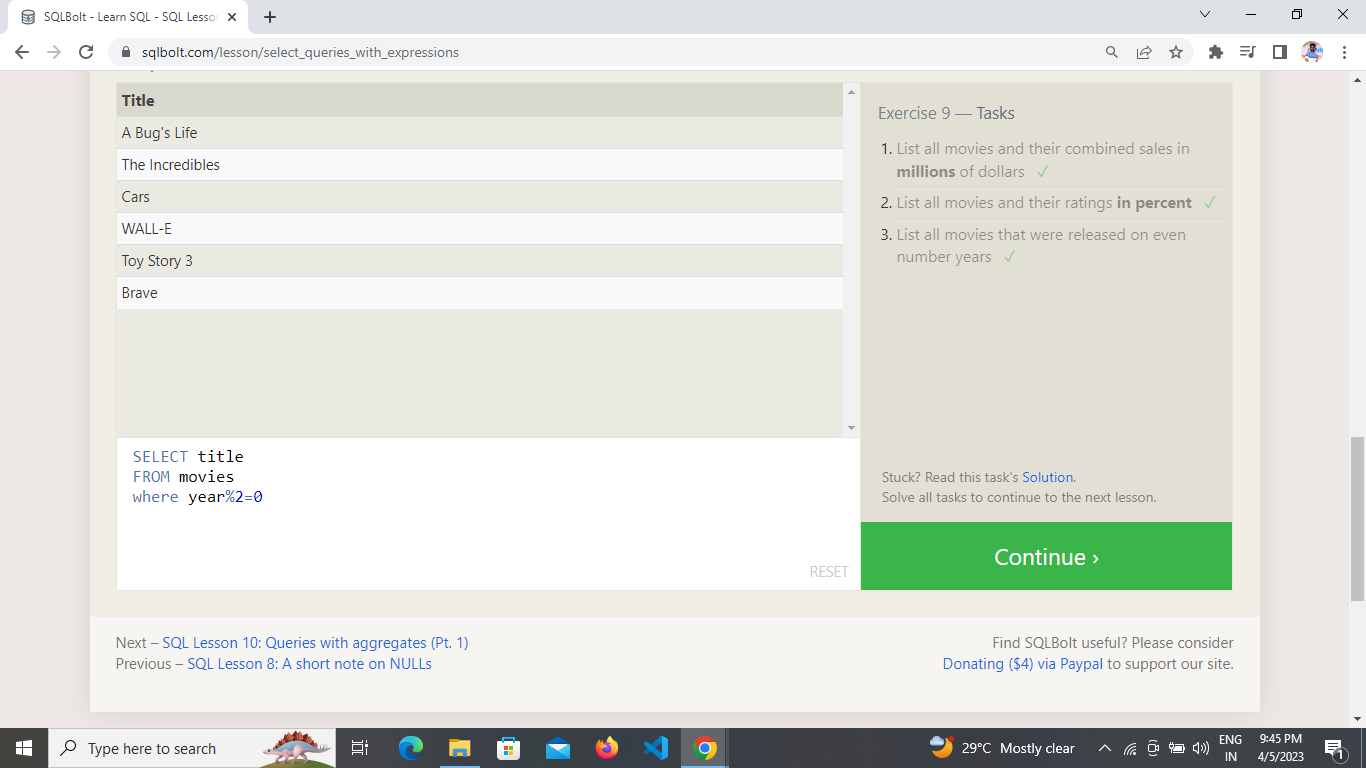 SQLBolt - Learn SQL - SQL Lesson
sqlbolt.com/lesson/select_queries_with_expressions
Title
A Bug's Life
The Incredibles
Cars
WALL-E
Toy Story 3
Brave
SELECT title
FROM movies
where year%2=0
RESET
Exercise 9 — Tasks
1. List all movies and their combined sales in
millions of dollars ✓
2. List all movies and their ratings in percent ✓
3. List all movies that were released on even
number years ✓
Stuck? Read this task's Solution.
Solve all tasks to continue to the next lesson.
Continue ›
Next – SQL Lesson 10: Queries with aggregates (Pt. 1)
Previous – SQL Lesson 8: A short note on NULLs
Find SQLBolt useful? Please consider
Donating ($4) via Paypal to support our site.
Type here to search
29°C Mostly clear
ENG
IN
9:45 PM
4/5/2023
1